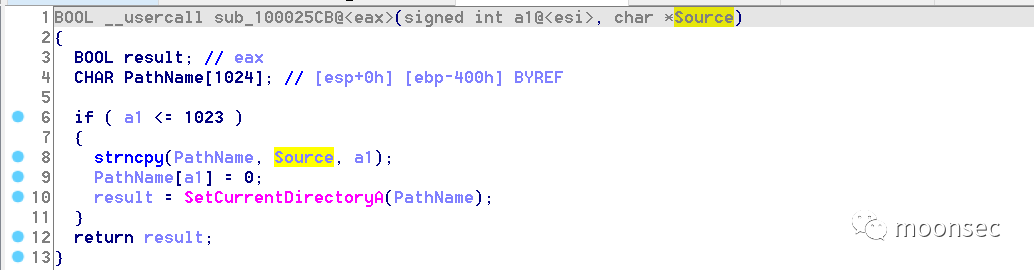 1 BOOL __usercall sub_100025CB@<eax>(signed int a1@<esi>, char *Source)
2 {
3 BOOL result; // eax
4 CHAR PathName[1024]; // [esp+0h] [ebp-400h] BYREF
5
6 if ( a1 <= 1023 )
7 {
8 strncpy(PathName, Source, a1);
9 PathName[a1] = 0;
10 result = SetCurrentDirectoryA(PathName);
11 }
12 return result;
13 }
moonsec